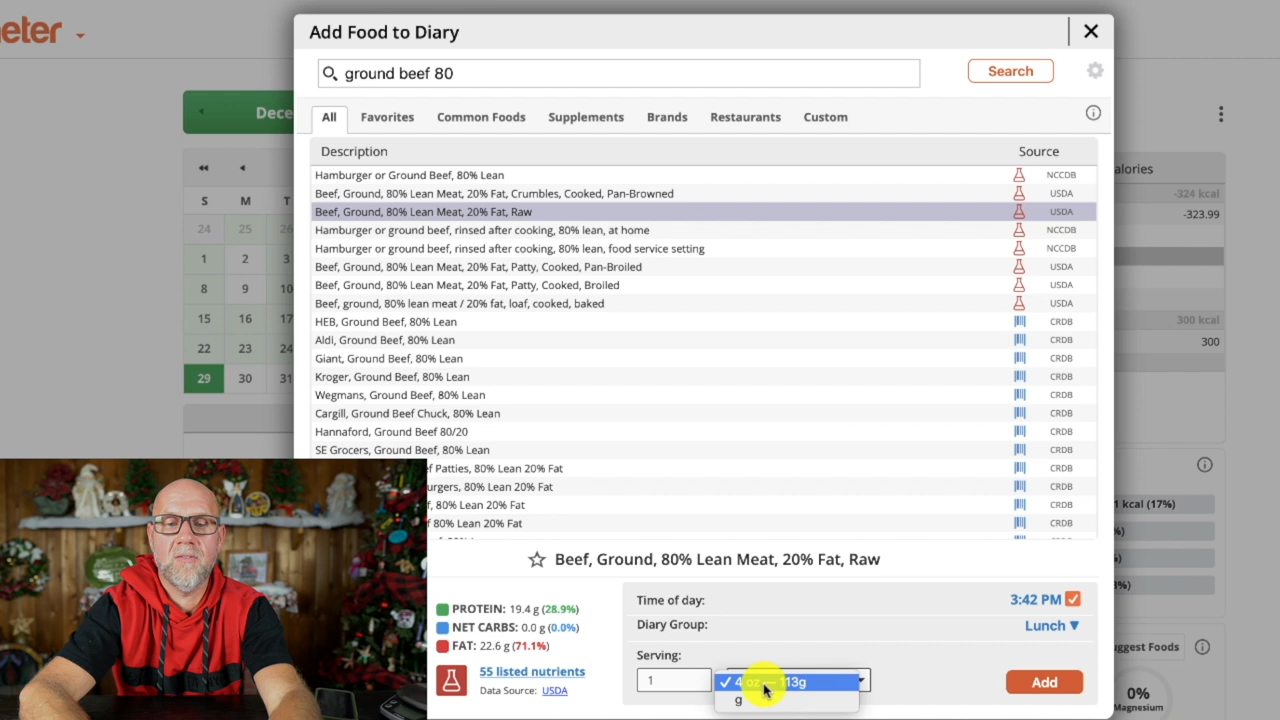 eter
Add Food to Diary
ground beef 80
Search
All Favorites Common Foods Supplements Brands Restaurants Custom
Dece
Description Source
Hamburger or Ground Beef, 80% Lean NCCDB
Beef, Ground, 80% Lean Meat, 20% Fat, Crumbles, Cooked, Pan-Browned USDA
Beef, Ground, 80% Lean Meat, 20% Fat, Raw USDA
Hamburger or ground beef, rinsed after cooking, 80% lean, at home NCCDB
Hamburger or ground beef, rinsed after cooking, 80% lean, food service setting NCCDB
Beef, Ground, 80% Lean Meat, 20% Fat, Patty, Cooked, Pan-Broiled USDA
Beef, Ground, 80% Lean Meat, 20% Fat, Patty, Cooked, Broiled USDA
Beef, ground, 80% lean meat / 20% fat, loaf, cooked, baked USDA
HEB, Ground Beef, 80% Lean CRDB
Aldi, Ground Beef, 80% Lean CRDB
Giant, Ground Beef, 80% Lean CRDB
Kroger, Ground Beef, 80% Lean CRDB
Wegmans, Ground Beef, 80% Lean CRDB
Cargill, Ground Beef Chuck, 80% Lean CRDB
Hannaford, Ground Beef 80/20 CRDB
SE Grocers, Ground Beef, 80% Lean CRDB
ef Patties, 80% Lean 20% Fat CRDB
urgers, 80% Lean 20% Fat CRDB
f, 80% Lean 20% Fat CRDB
f 80% Lean 20% Fat CRDB
S M T
24 25 26
1 2 3
8 9 10
15 16 17
22 23 24
29 30 31
alories
-324 kcal
-323.99
300 kcal
300
1 kcal (17%)
%)
%)
3%)
uggest Foods
0%
Magnesium
Beef, Ground, 80% Lean Meat, 20% Fat, Raw
PROTEIN: 19.4 g (28.9%)
NET CARBS: 0.0 g (0.0%)
FAT: 22.6 g (71.1%)
55 listed nutrients
Data Source: USDA
Time of day: 3:42 PM
Diary Group: Lunch
Serving:
1 4 oz — 113g
g
Add